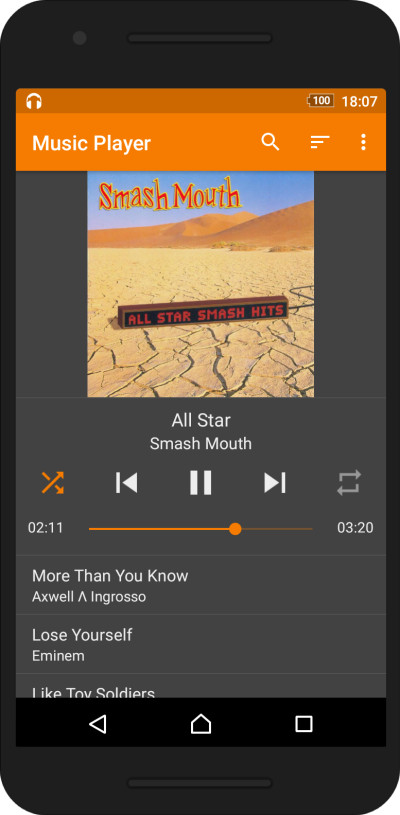 100 18:07
Music Player
Smash Mouth
ALL STAR SMASH HITS
All Star
Smash Mouth
02:11 03:20
More Than You Know
Axwell Λ Ingrosso
Lose Yourself
Eminem
Like Toy Soldiers